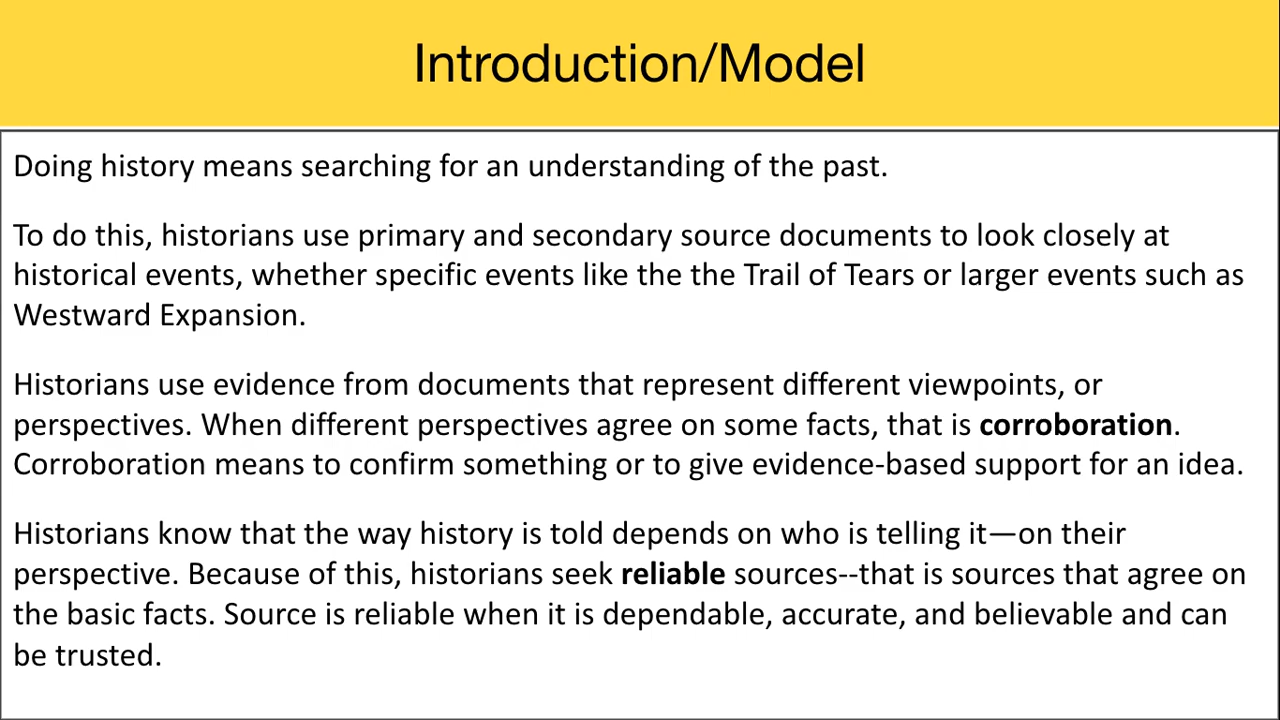 Introduction/Model
Doing history means searching for an understanding of the past.
To do this, historians use primary and secondary source documents to look closely at
historical events, whether specific events like the the Trail of Tears or larger events such as
Westward Expansion.
Historians use evidence from documents that represent different viewpoints, or
perspectives. When different perspectives agree on some facts, that is corroboration.
Corroboration means to confirm something or to give evidence-based support for an idea.
Historians know that the way history is told depends on who is telling it—on their
perspective. Because of this, historians seek reliable sources--that is sources that agree on
the basic facts. Source is reliable when it is dependable, accurate, and believable and can
be trusted.